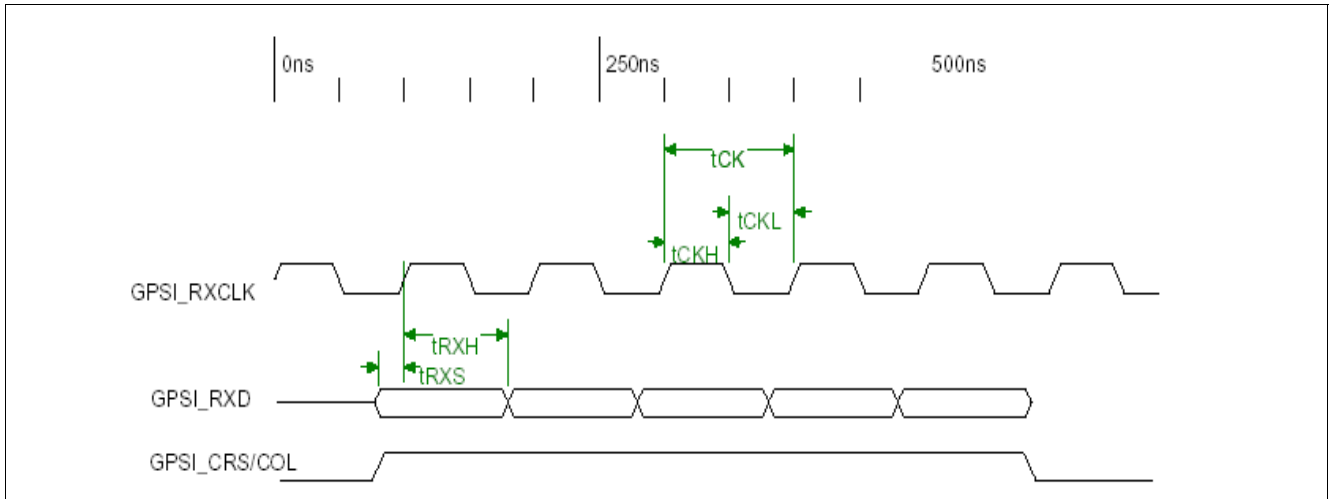 0ns 250ns 500ns
tCK
tCKL
tCKH
GPSI_RXCLK
tRXH
tRXS
GPSI_RXD
GPSI_CRS/COL